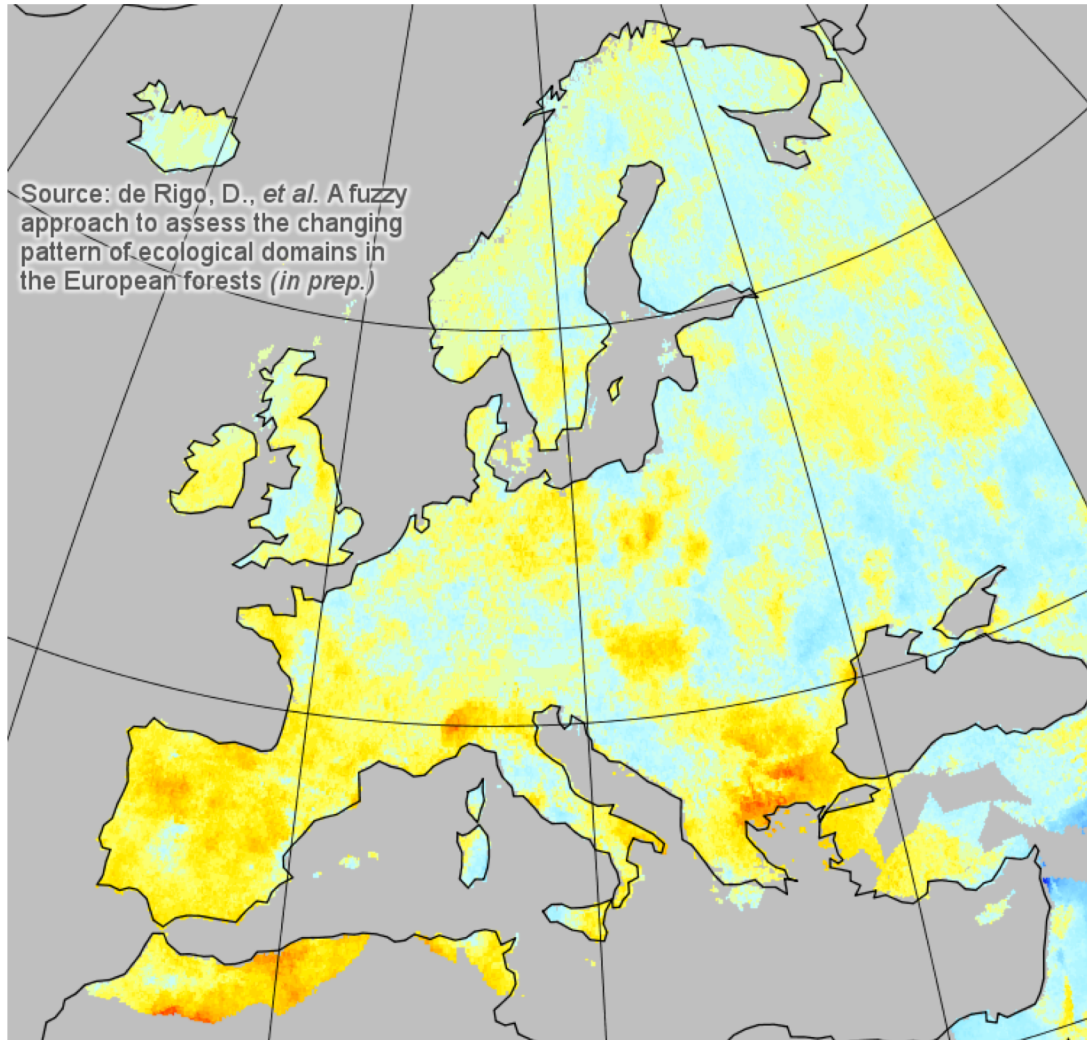 Source: de Rigo, D., et al. A fuzzy
approach to assess the changing
pattern of ecological domains in
the European forests (in prep.)